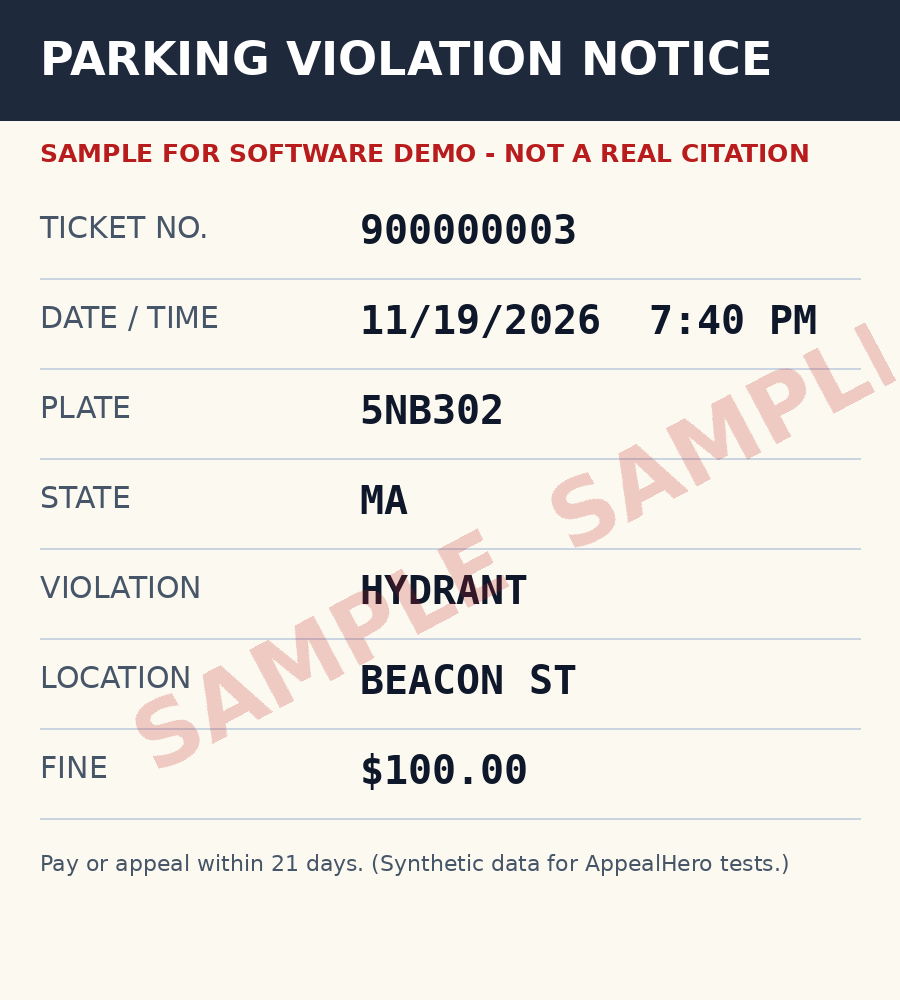 PARKING VIOLATION NOTICE
SAMPLE FOR SOFTWARE DEMO - NOT A REAL CITATION
TICKET NO. 900000003
DATE / TIME 11/19/2026 7:40 PM
PLATE 5NB302
STATE MA
VIOLATION HYDRANT
LOCATION BEACON ST
FINE $100.00
Pay or appeal within 21 days. (Synthetic data for AppealHero tests.)
SAMPLE SAMPL